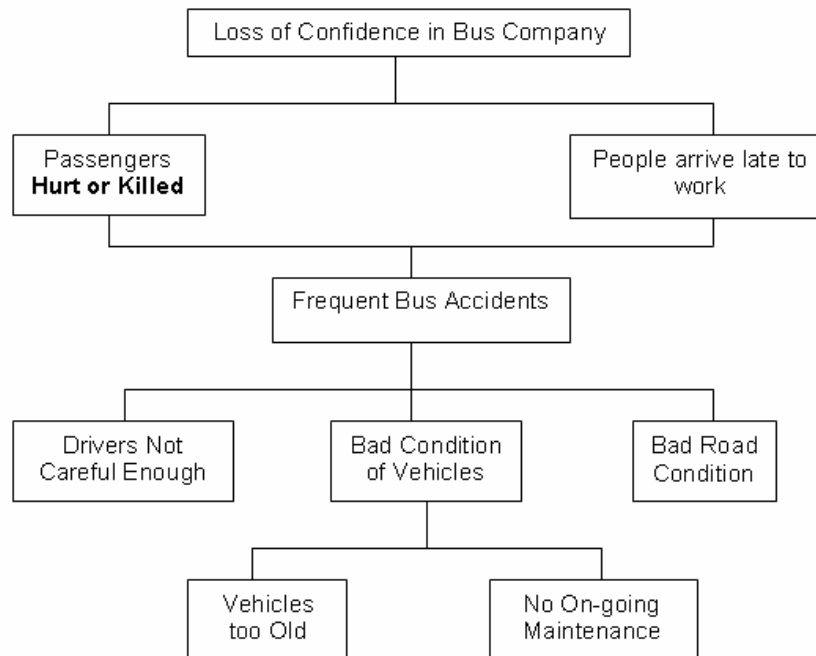 Loss of Confidence in Bus Company
Passengers
Hurt or Killed
People arrive late to
work
Frequent Bus Accidents
Drivers Not
Careful Enough
Bad Condition
of Vehicles
Bad Road
Condition
Vehicles
too Old
No On-going
Maintenance